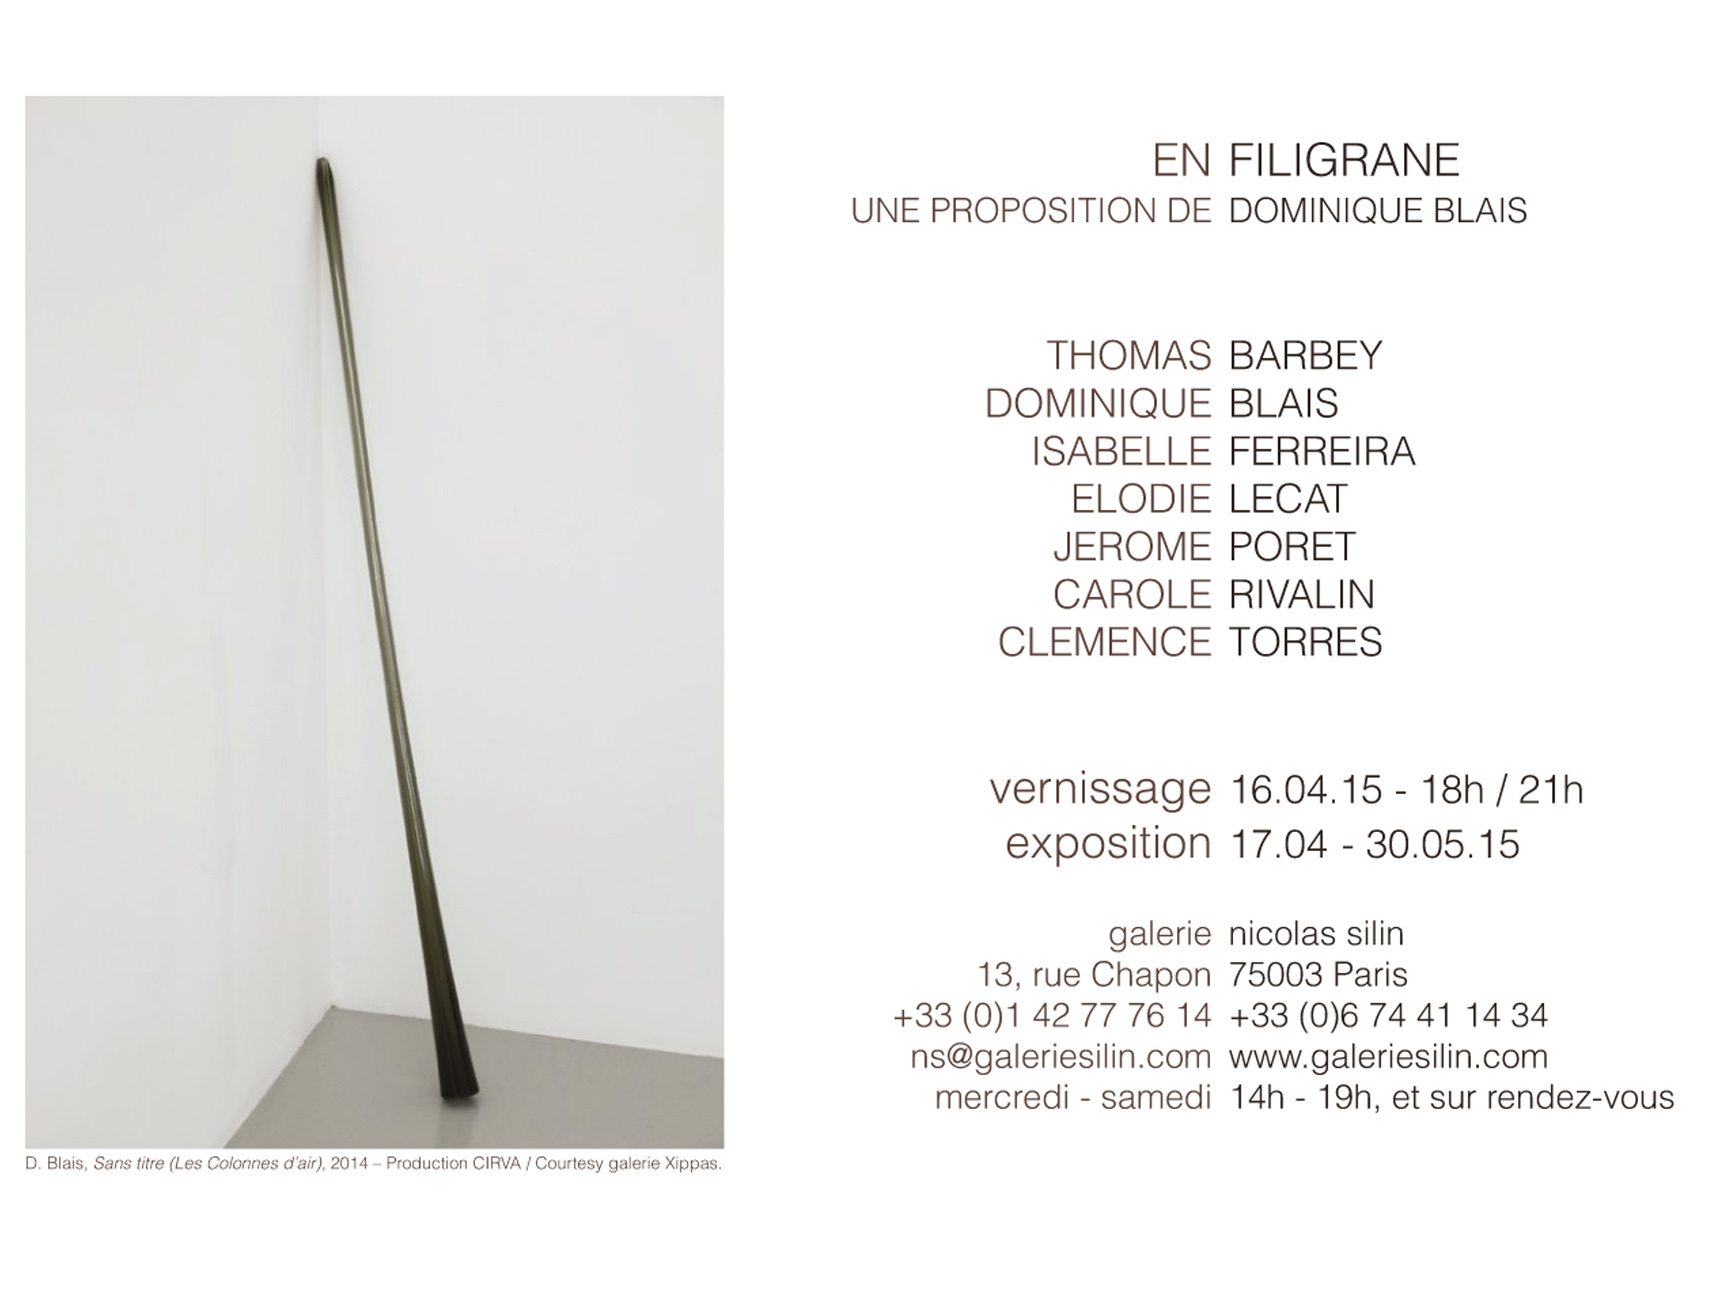 EN FILIGRANE
UNE PROPOSITION DE DOMINIQUE BLAIS
THOMAS BARBEY
DOMINIQUE BLAIS
ISABELLE FERREIRA
ELODIE LECAT
JEROME PORET
CAROLE RIVALIN
CLEMENCE TORRES
vernissage 16.04.15 - 18h / 21h
exposition 17.04 - 30.05.15
galerie nicolas silin
13, rue Chapon 75003 Paris
+33 (0)1 42 77 76 14 +33 (0)6 74 41 14 34
ns@galeriesilin.com www.galeriesilin.com
mercredi - samedi 14h - 19h, et sur rendez-vous
D. Blais, Sans titre (Les Colonnes d'air), 2014 – Production CIRVA / Courtesy galerie Xippas.